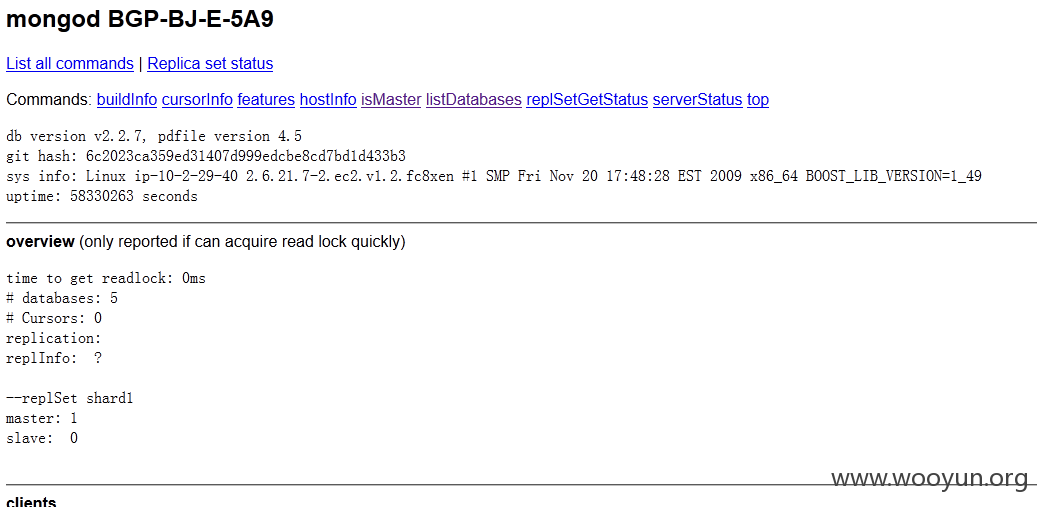 mongod BGP-BJ-E-5A9
List all commands | Replica set status
Commands: buildInfo cursorInfo features hostInfo isMaster listDatabases replSetGetStatus serverStatus top
db version v2.2.7, pdfile version 4.5
git hash: 6c2023ca359ed31407d999edcbe8cd7bd1d433b3
sys info: Linux ip-10-2-29-40 2.6.21.7-2.ec2.v1.2.fc8xen #1 SMP Fri Nov 20 17:48:28 EST 2009 x86_64 BOOST_LIB_VERSION=1_49
uptime: 58330263 seconds
overview (only reported if can acquire read lock quickly)
time to get readlock: 0ms
# databases: 5
# Cursors: 0
replication:
replInfo:  ?
--replSet shard1
master: 1
slave:  0
www.wooyun.org
clients